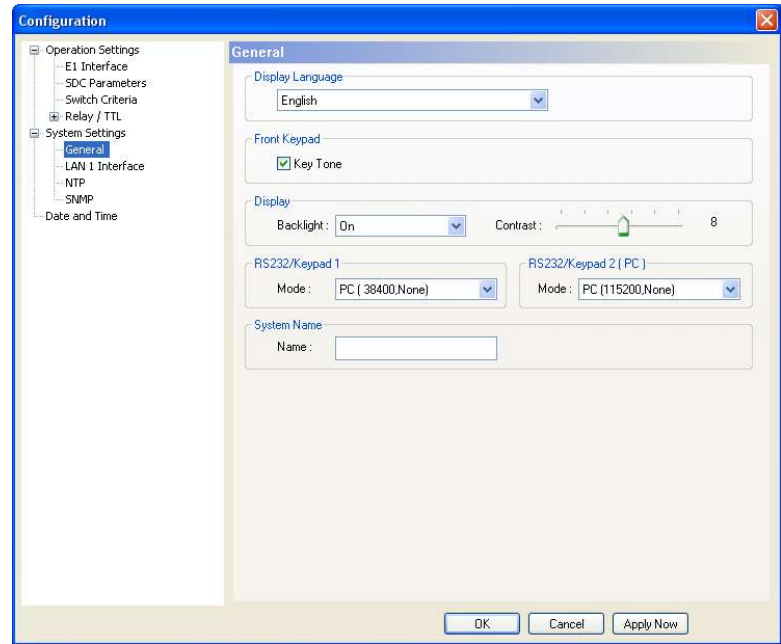 Configuration
Operation Settings
E1 Interface
SDC Parameters
Switch Criteria
Relay / TTL
System Settings
General
LAN 1 Interface
NTP
SNMP
Date and Time
General
Display Language
English
Front Keypad
Key Tone
Display
Backlight : On Contrast : 8
RS232/Keypad 1
Mode : PC ( 38400,None)
RS232/Keypad 2 ( PC )
Mode : PC (115200,None)
System Name
Name :
OK Cancel Apply Now